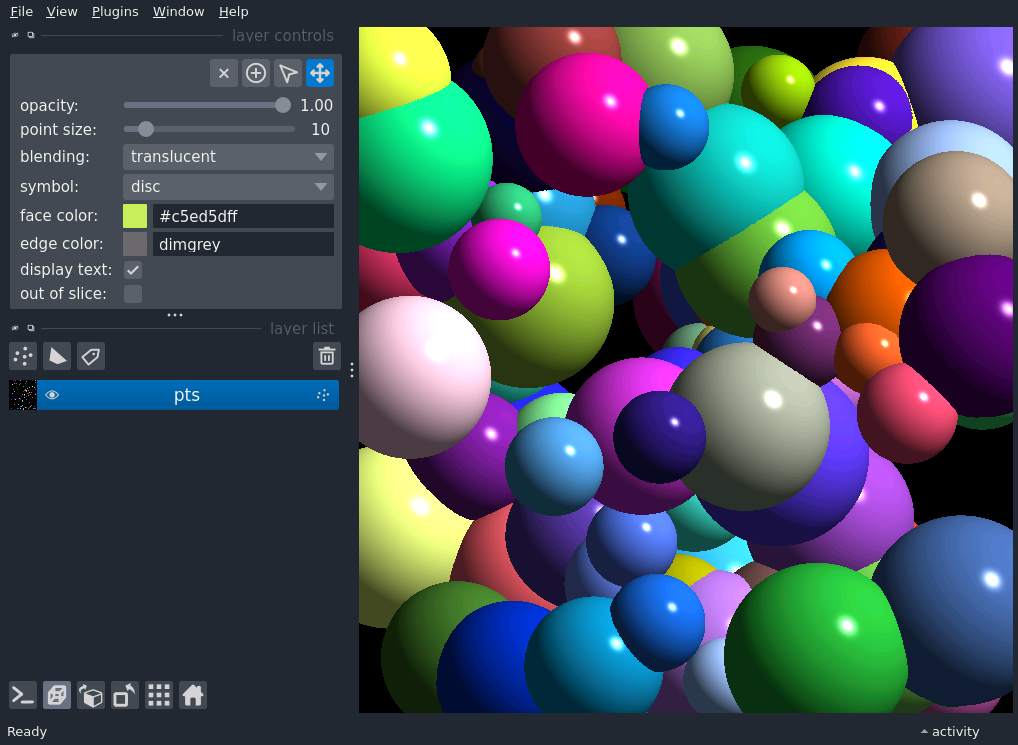 File View Plugins Window Help
layer controls
opacity: 1.00
point size: 10
blending: translucent
symbol: disc
face color: #c5ed5dff
edge color: dimgrey
display text:
out of slice:
layer list
pts
Ready activity